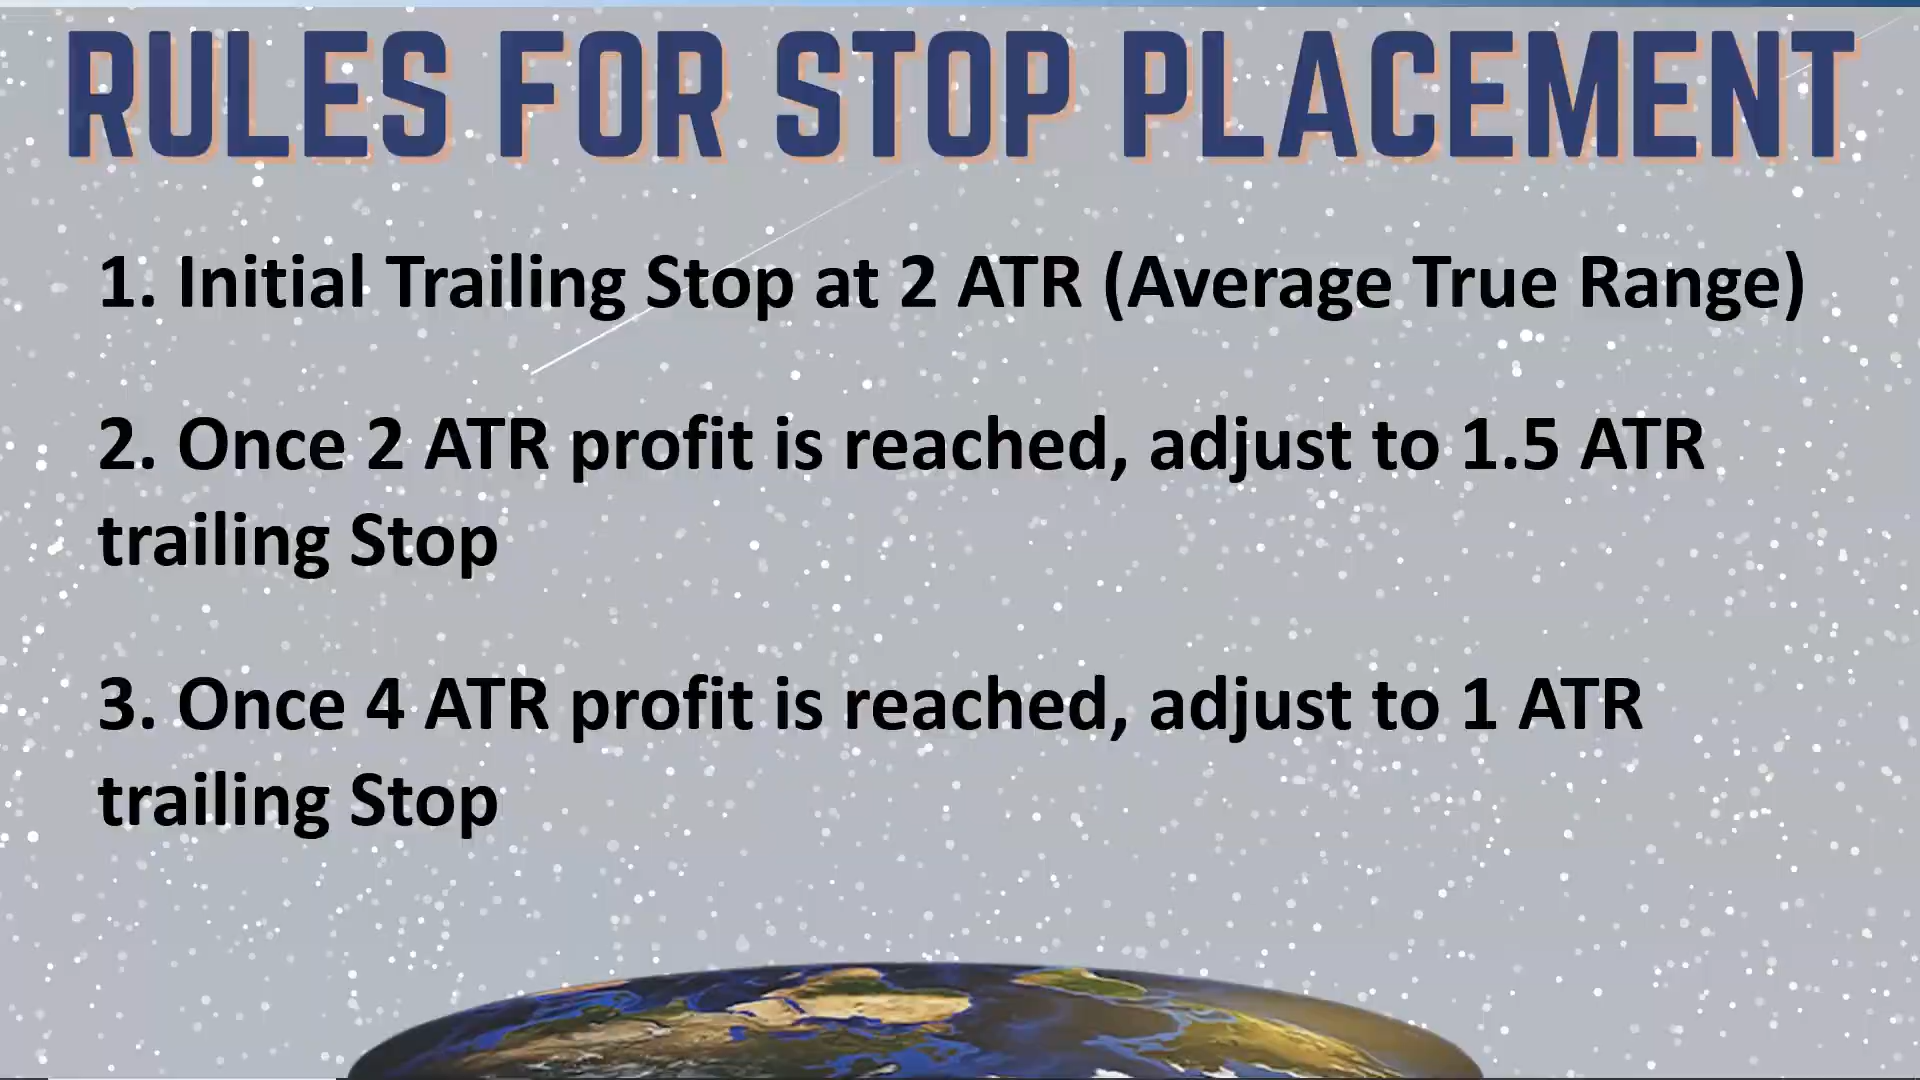 RULES FOR STOP PLACEMENT
1. Initial Trailing Stop at 2 ATR (Average True Range)
2. Once 2 ATR profit is reached, adjust to 1.5 ATR
trailing Stop
3. Once 4 ATR profit is reached, adjust to 1 ATR
trailing Stop